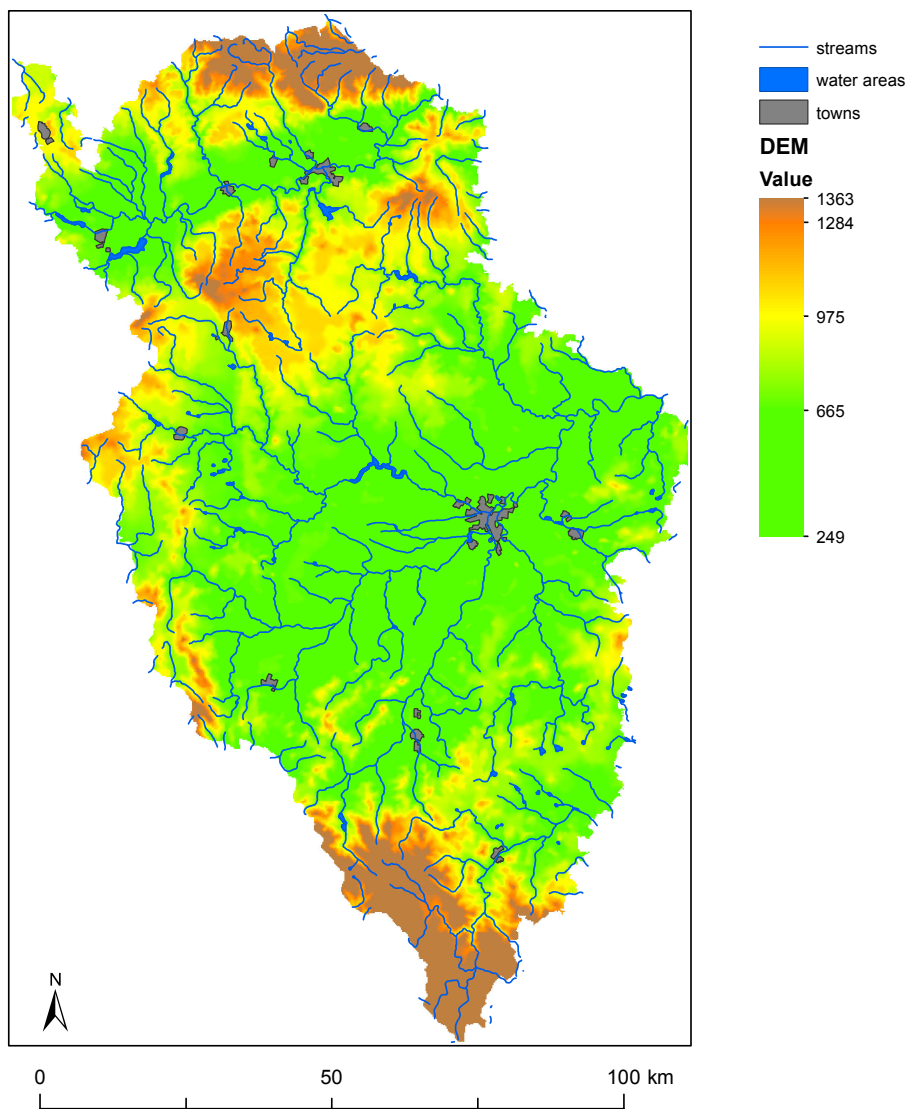 streams
water areas
towns
DEM
Value
1363
1284
975
665
249
N
0 50 100 km